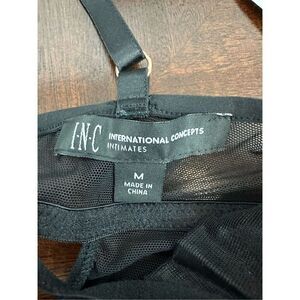 I·N·C INTERNATIONAL CONCEPTS
INTIMATES
M
MADE IN
CHINA